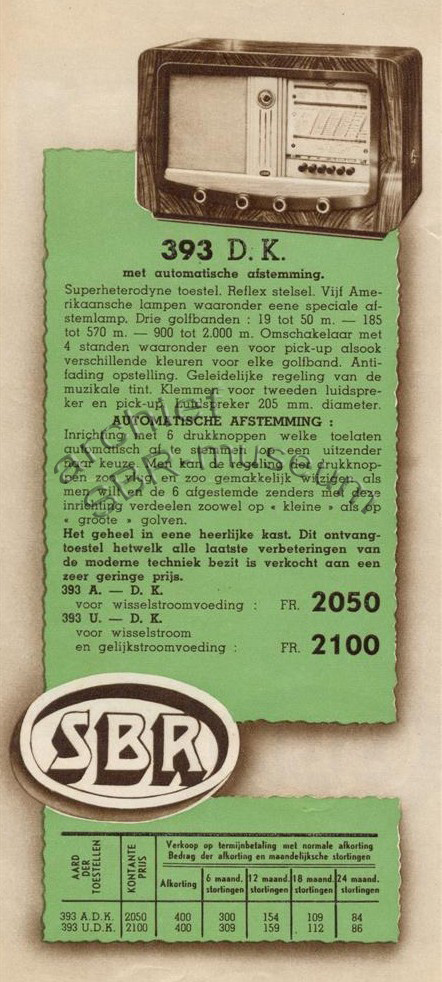 393 D. K.
met automatische afstemming.
Superheterodyne toestel. Reflex stelsel. Vijf Ame-
rikaansche lampen waaronder eene speciale af-
stemlamp. Drie golfbanden : 19 tot 50 m. — 185
tot 570 m. — 900 tot 2.000 m. Omschakelaar met
4 standen waaronder een voor pick-up alsook
verschillende kleuren voor elke golfband. Anti-
fading opstelling. Geleidelijke regeling van de
muzikale tint. Klemmen voor tweeden luidspre-
ker en pick-up. Luidspreker 205 mm. diameter.
AUTOMATISCHE AFSTEMMING :
Inrichting met 6 drukknoppen welke toelaten
automatisch af te stemmen op een uitzender
naar keuze. Men kan de regeling der drukknop-
pen zoo en zoo gemakkelijk wijzigen als
men wilt en de 6 afgestemde zenders met deze
inrichting verdeelen zoowel op « kleine » als op
« groote » golven.
Het geheel in eene heerlijke kast. Dit ontvang-
toestel hetwelk alle laatste verbeteringen van
de moderne techniek bezit is verkocht aan een
zeer geringe prijs.
393 A. — D. K.
voor wisselstroomvoeding : FR. 2050
393 U. — D. K.
voor wisselstroom
en gelijkstroomvoeding : FR. 2100
archief
SBR museum
SBR
AARD DER TOESTELLEN
KONTANTE PRIJS
Verkoop op termijnbetaling met normale afkorting
Bedrag der afkorting en maandelijksche stortingen
Afkorting 6 maand. stortingen 12 maand. stortingen 18 maand. stortingen 24 maand. stortingen
393 A.D.K. 2050 400 300 154 109 84
393 U.D.K. 2100 400 309 159 112 86